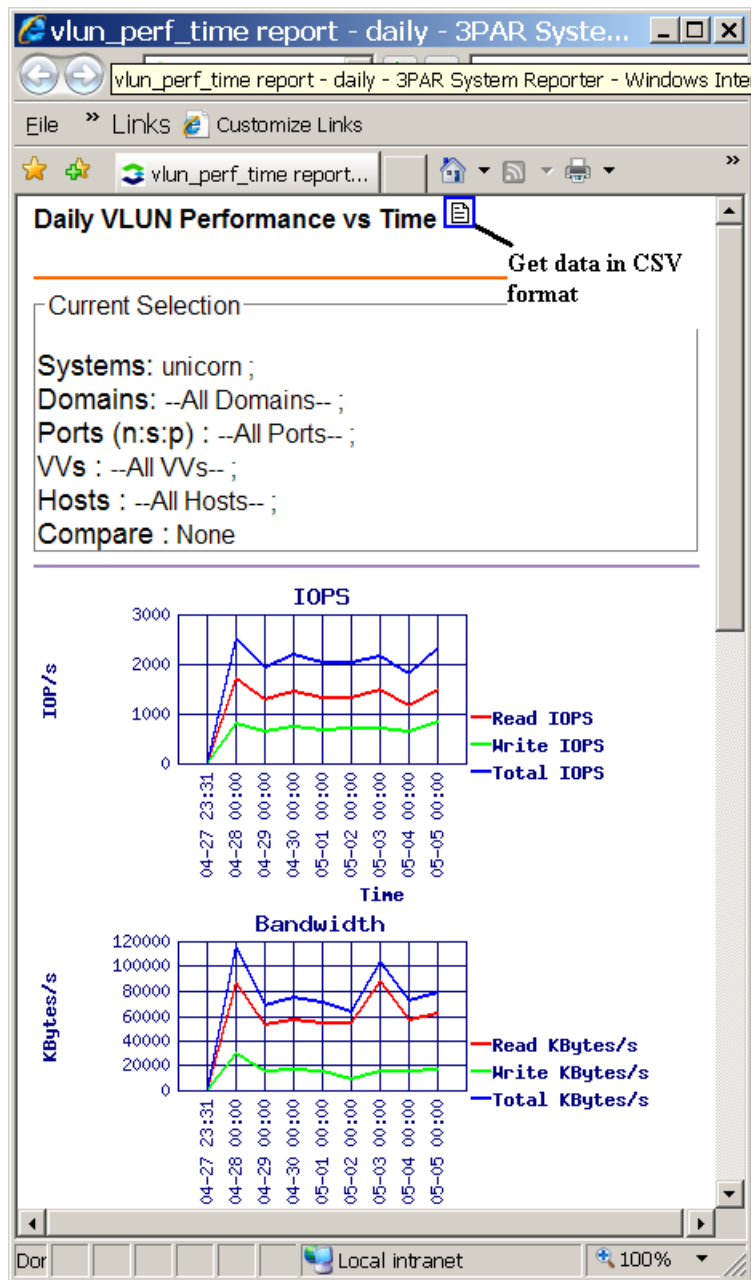 vlun_perf_time report - daily - 3PAR Syste...
vlun_perf_time report - daily - 3PAR System Reporter - Windows Inte
File » Links Customize Links
vlun_perf_time report... »
Daily VLUN Performance vs Time
Get data in CSV
format
Current Selection
Systems: unicorn ;
Domains: --All Domains-- ;
Ports (n:s:p) : --All Ports-- ;
VVs : --All VVs-- ;
Hosts : --All Hosts-- ;
Compare : None
IOPS
IOP/s
3000
2000
1000
0
Read IOPS
Write IOPS
Total IOPS
04-27 23:31
04-28 00:00
04-29 00:00
04-30 00:00
05-01 00:00
05-02 00:00
05-03 00:00
05-04 00:00
05-05 00:00
Time
Bandwidth
KBytes/s
120000
100000
80000
60000
40000
20000
0
Read KBytes/s
Write KBytes/s
Total KBytes/s
04-27 23:31
04-28 00:00
04-29 00:00
04-30 00:00
05-01 00:00
05-02 00:00
05-03 00:00
05-04 00:00
05-05 00:00
Dor Local intranet 100%